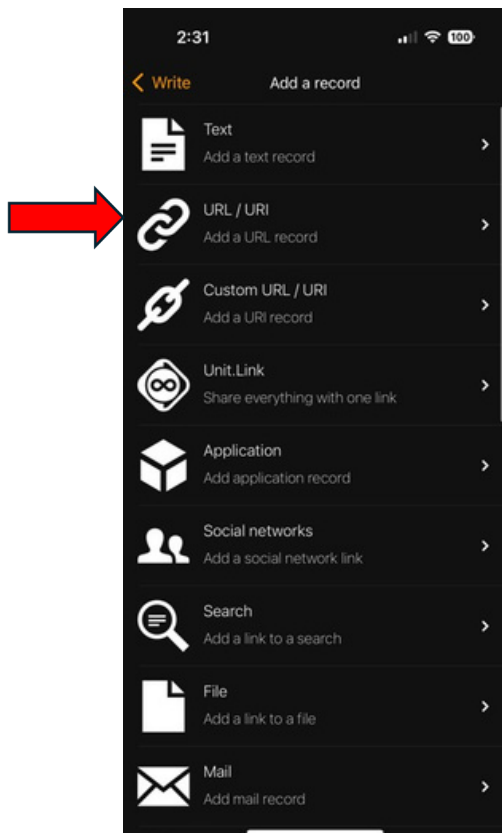 2:31
100
Write
Add a record
Text
Add a text record
URL / URI
Add a URL record
Custom URL / URI
Add a URI record
Unit.Link
Share everything with one link
Application
Add application record
Social networks
Add a social network link
Search
Add a link to a search
File
Add a link to a file
Mail
Add mail record